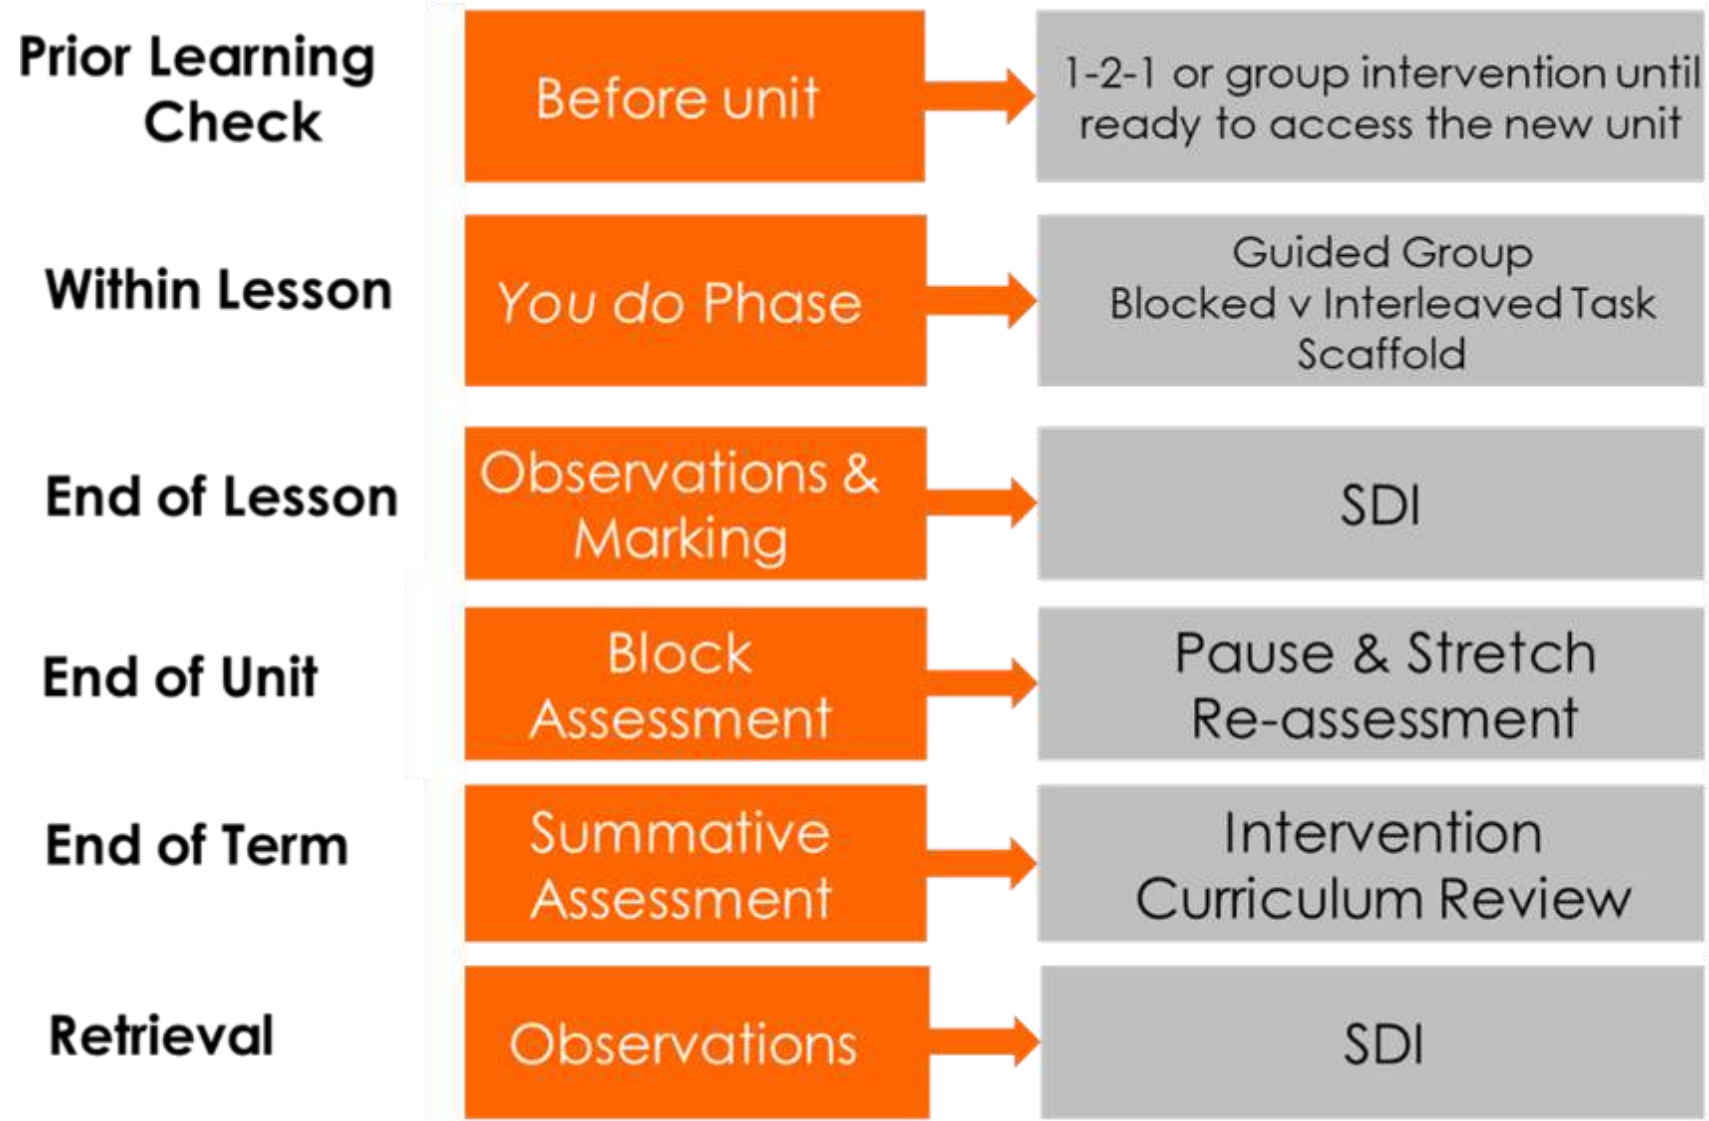 Prior Learning
Check
Before unit
1-2-1 or group intervention until
ready to access the new unit
Within Lesson
You do Phase
Guided Group
Blocked v Interleaved Task
Scaffold
End of Lesson
Observations &
Marking
SDI
End of Unit
Block
Assessment
Pause & Stretch
Re-assessment
End of Term
Summative
Assessment
Intervention
Curriculum Review
Retrieval
Observations
SDI